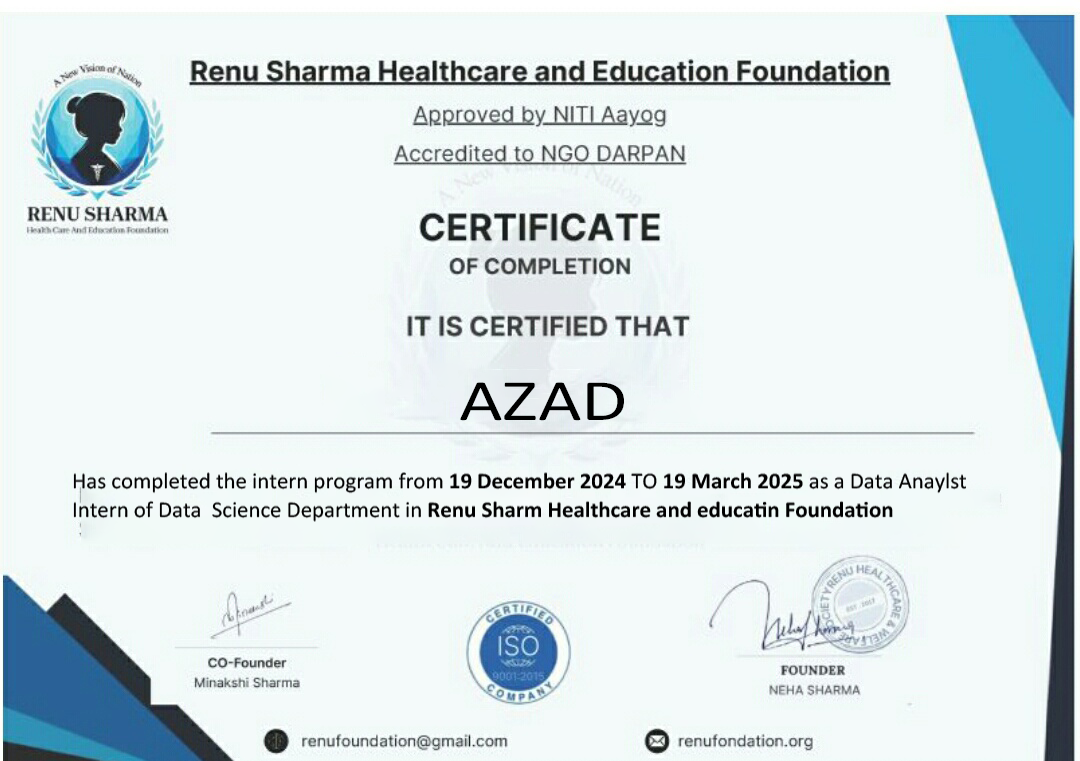 A New Vision of Nation
RENU SHARMA
Health Care And Education Foundation
Renu Sharma Healthcare and Education Foundation
Approved by NITI Aayog
Accredited to NGO DARPAN
A New Vision of Nation
CERTIFICATE
OF COMPLETION
IT IS CERTIFIED THAT
AZAD
Has completed the intern program from 19 December 2024 TO 19 March 2025 as a Data Anaylst
Intern of Data Science Department in Renu Sharm Healthcare and educatin Foundation
Minakshi
CO-Founder
Minakshi Sharma
CERTIFIED
ISO
9001:2015
COMPANY
Neha Sharma
RENU HEALTHCARE & WELFARE SOCIETY
EST. 2017
FOUNDER
NEHA SHARMA
renufoundation@gmail.com
renufondation.org